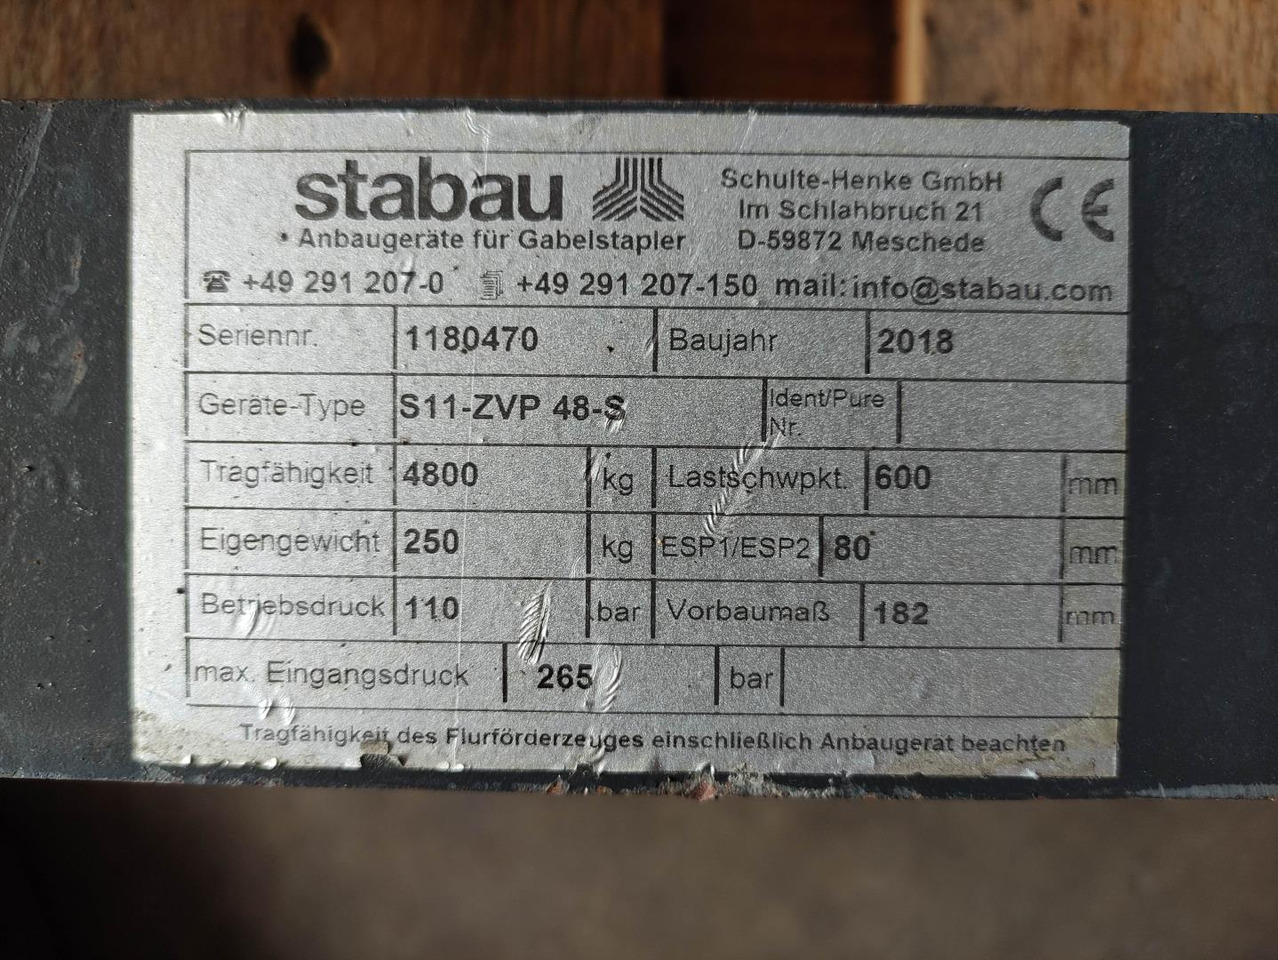 stabau Schulte-Henke GmbH
Im Schlahbruch 21
Anbaugeräte für Gabelstapler D-59872 Meschede
+49 291 207-0 +49 291 207-150 mail:info@stabau.com
Seriennr. 1180470 Baujahr 2018
Geräte-Type S11-ZVP 48-S Ident/Pure Nr.
Tragfähigkeit 4800 kg Lastschwpkt. 600 mm
Eigengewicht 250 kg ESP1/ESP2 80 mm
Betriebsdruck 110 bar Vorbaumaß 182 mm
max. Eingangsdruck 265 bar
Tragfähigkeit des Flurförderzeuges einschließlich Anbaugerät beachten